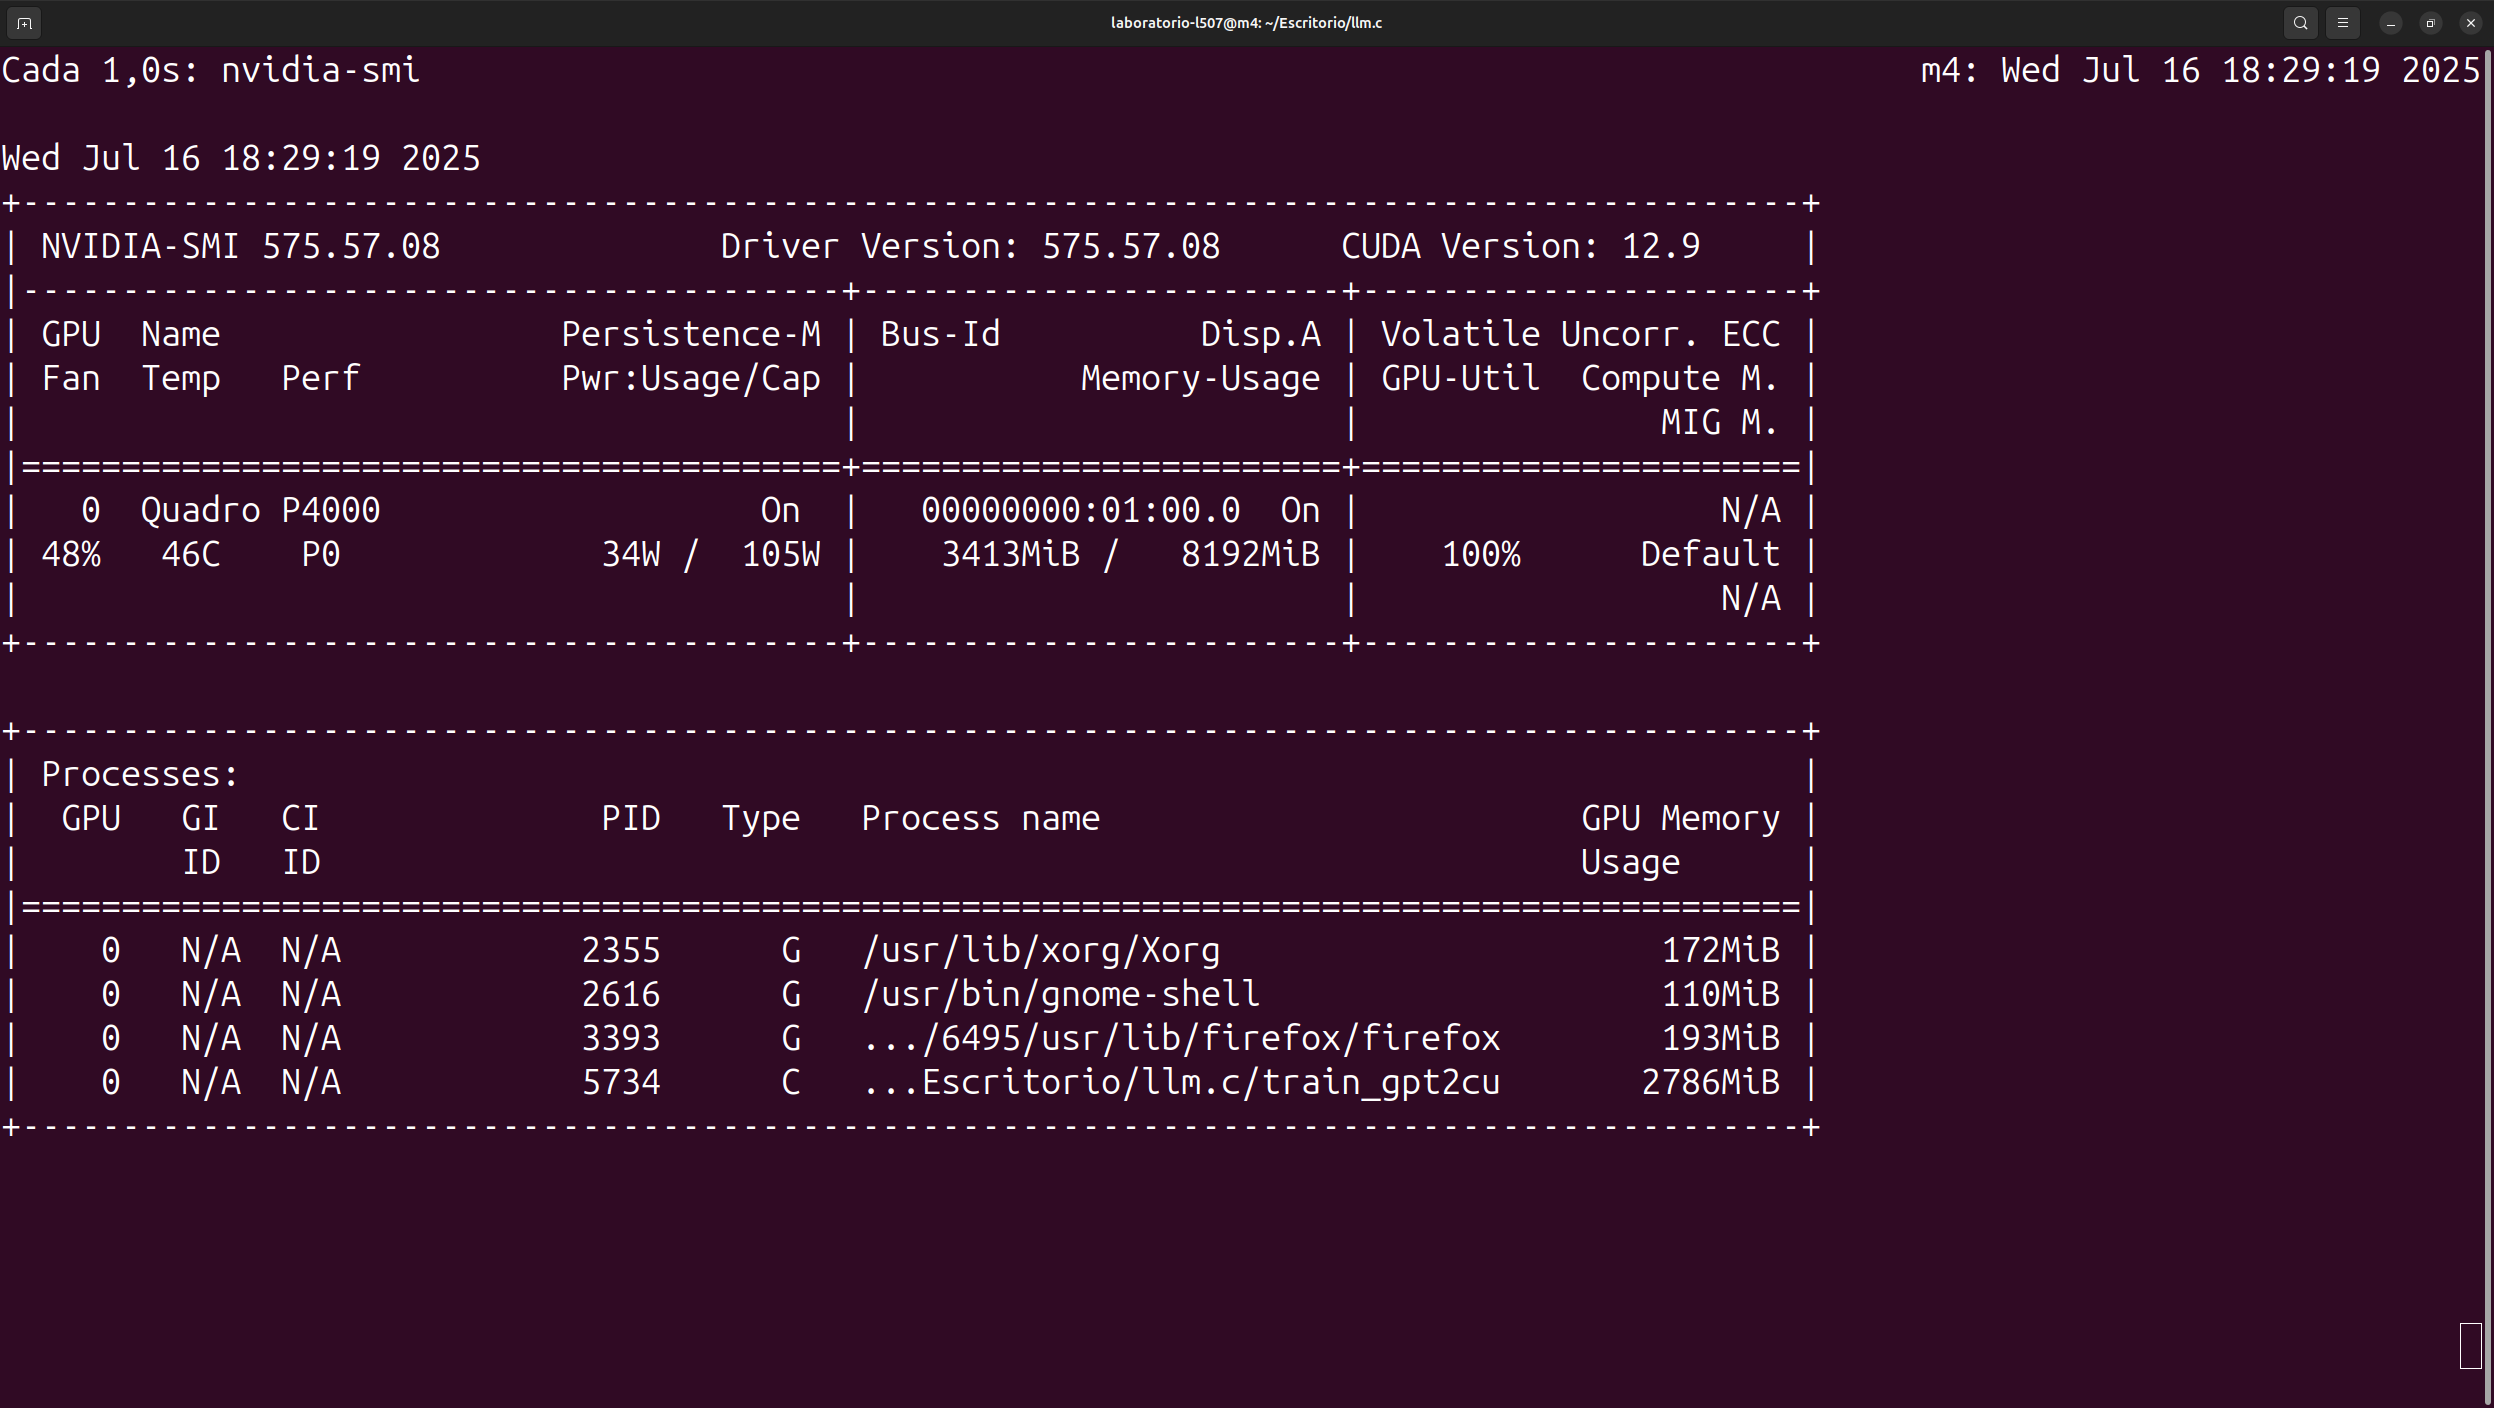 laboratorio-l507@m4: ~/Escritorio/llm.c
Cada 1,0s: nvidia-smi                                                                           m4: Wed Jul 16 18:29:19 2025

Wed Jul 16 18:29:19 2025
+-----------------------------------------------------------------------------------------+
| NVIDIA-SMI 575.57.08              Driver Version: 575.57.08      CUDA Version: 12.9     |
|-----------------------------------------+------------------------+----------------------+
| GPU  Name                 Persistence-M | Bus-Id          Disp.A | Volatile Uncorr. ECC |
| Fan  Temp   Perf          Pwr:Usage/Cap |           Memory-Usage | GPU-Util  Compute M. |
|                                         |                        |               MIG M. |
|=========================================+========================+======================|
|   0  Quadro P4000                   On  |   00000000:01:00.0  On |                  N/A |
| 48%   46C    P0             34W /  105W |    3413MiB /   8192MiB |    100%      Default |
|                                         |                        |                  N/A |
+-----------------------------------------+------------------------+----------------------+

+-----------------------------------------------------------------------------------------+
| Processes:                                                                              |
|  GPU   GI   CI              PID   Type   Process name                        GPU Memory |
|        ID   ID                                                               Usage      |
|=========================================================================================|
|    0   N/A  N/A            2355      G   /usr/lib/xorg/Xorg                      172MiB |
|    0   N/A  N/A            2616      G   /usr/bin/gnome-shell                    110MiB |
|    0   N/A  N/A            3393      G   .../6495/usr/lib/firefox/firefox        193MiB |
|    0   N/A  N/A            5734      C   ...Escritorio/llm.c/train_gpt2cu       2786MiB |
+-----------------------------------------------------------------------------------------+